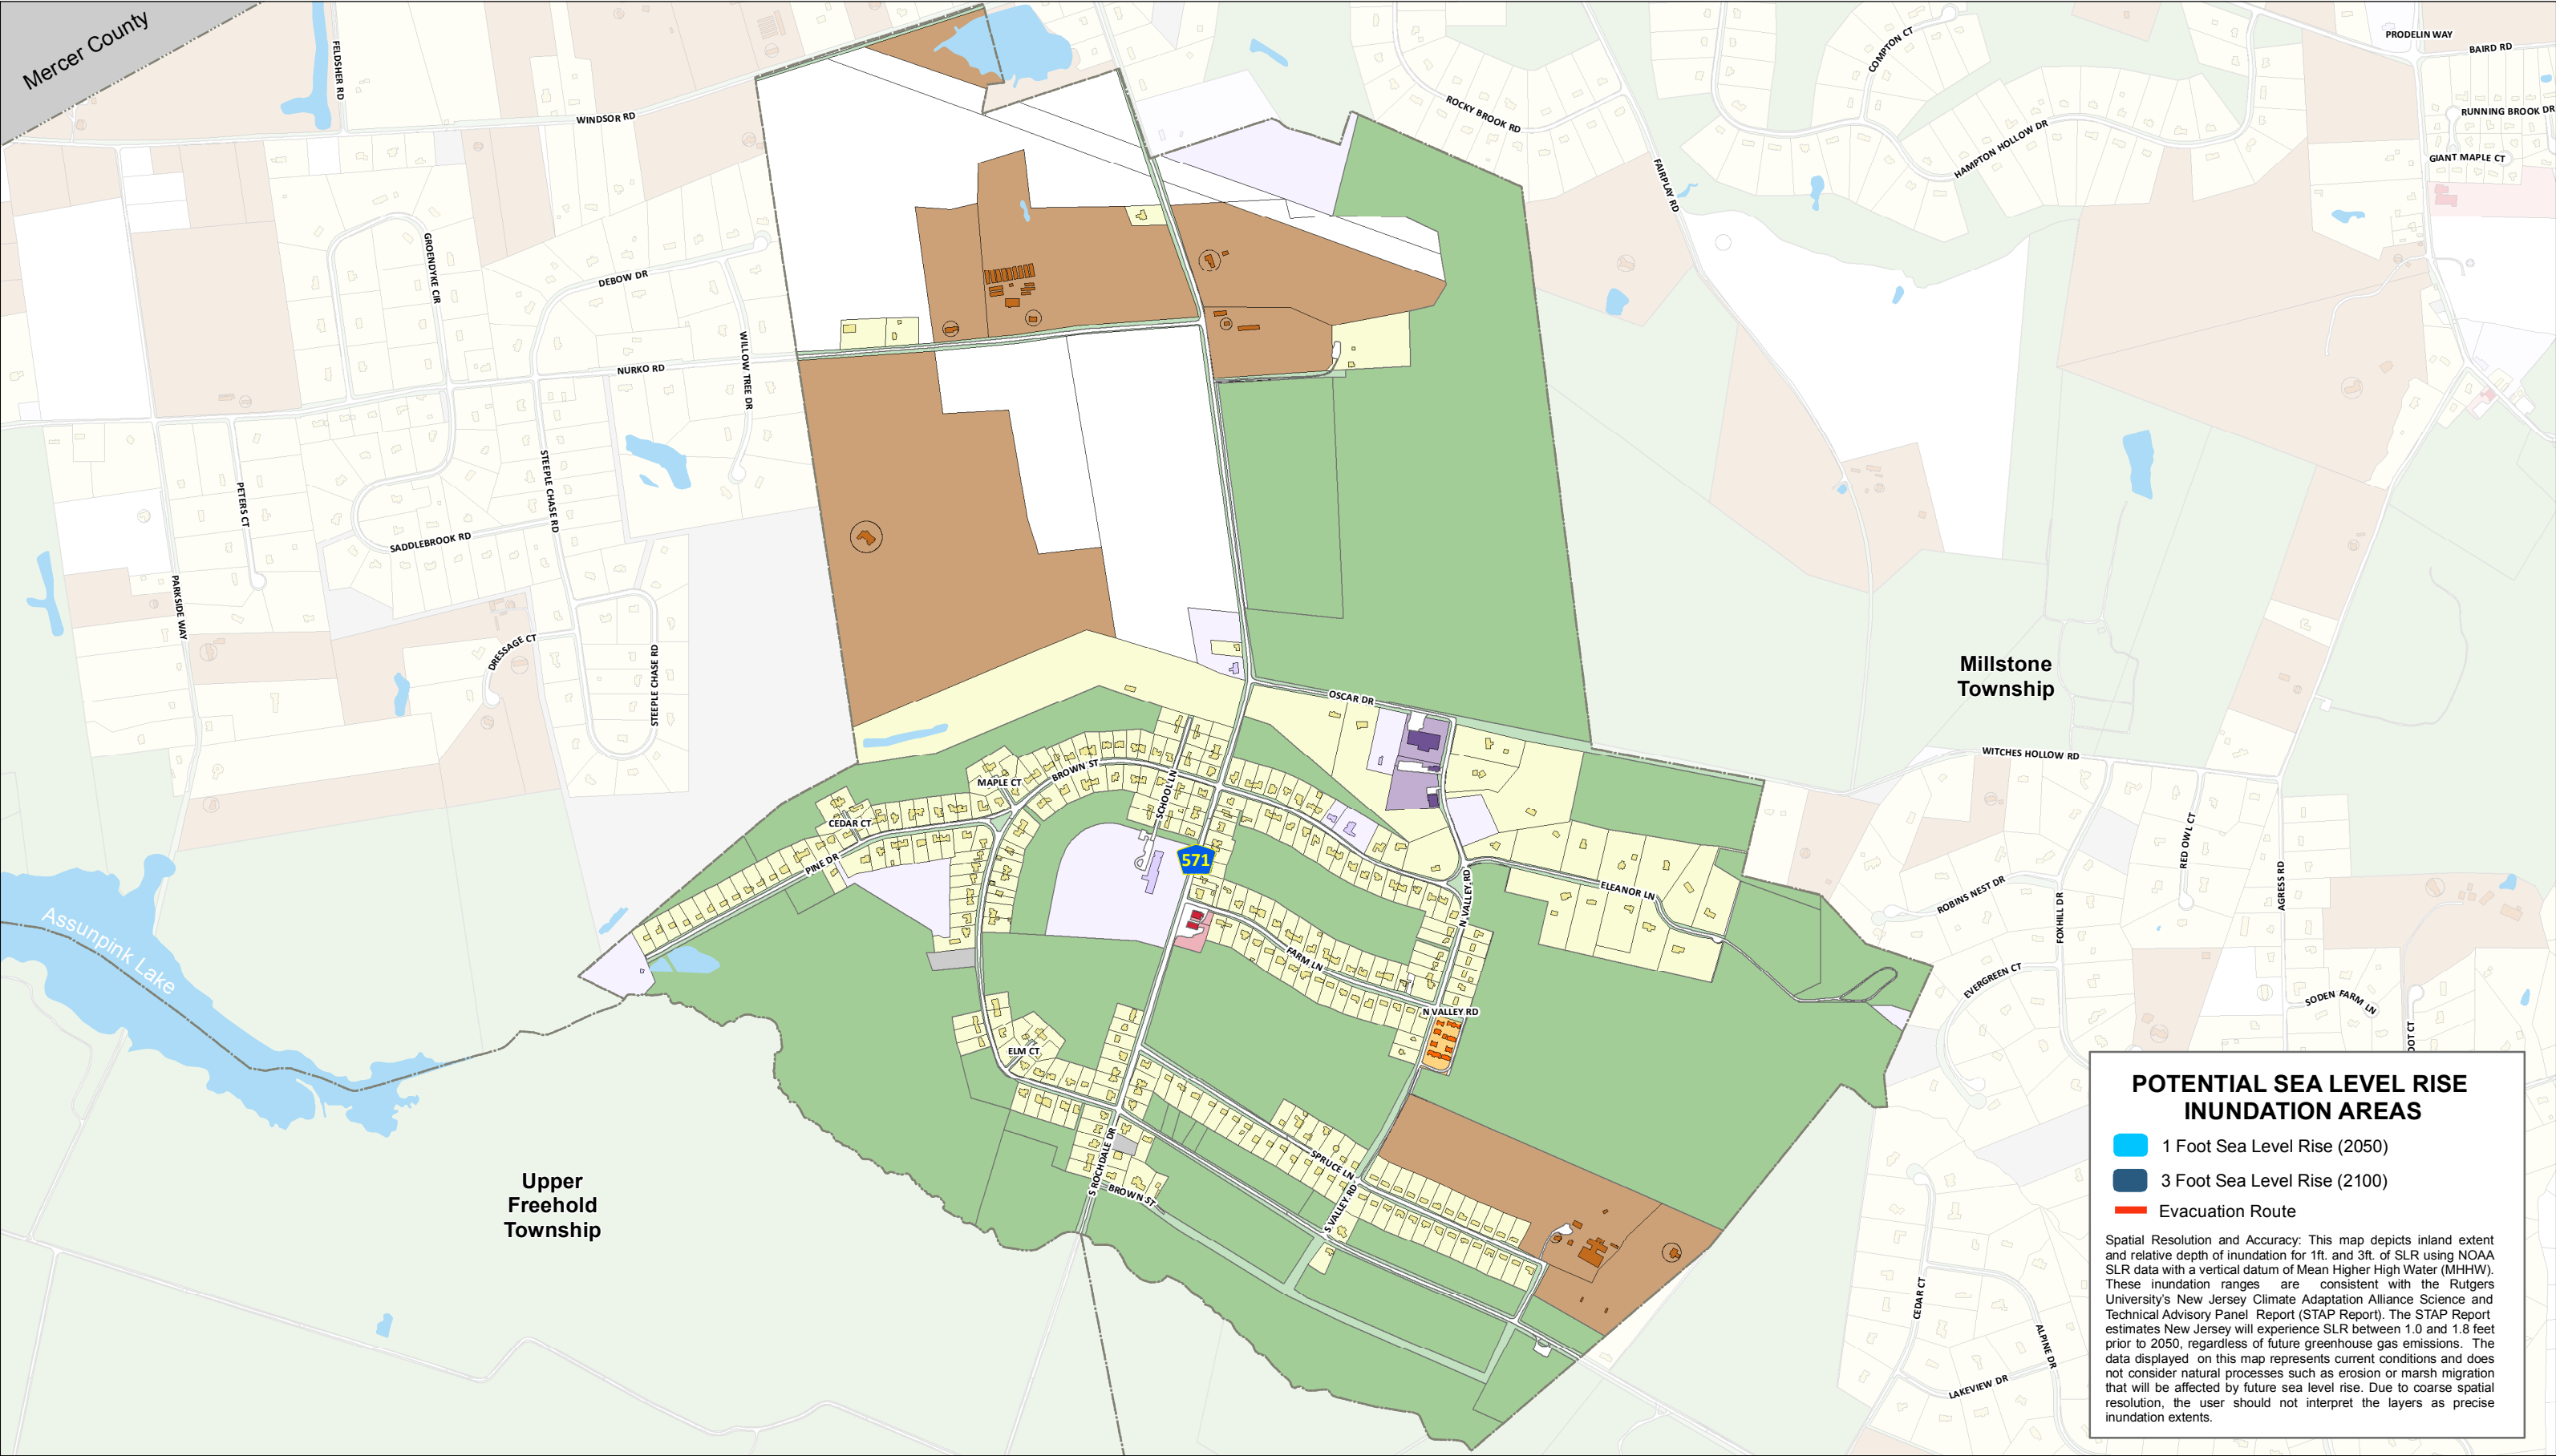 Mercer County
FELDSHER RD
WINDSOR RD
ROCKY BROOK RD
FAIRPLAY RD
COMPTON CT
HAMPTON HOLLOW DR
PRODELIN WAY
BAIRD RD
RUNNING BROOK DR
GIANT MAPLE CT
GROENDYKE CIR
DEBOW DR
WILLOW TREE DR
NURKO RD
PETERS CT
STEEPLE CHASE RD
SADDLEBROOK RD
PARKSIDE WAY
DRESSAGE CT
STEEPLE CHASE RD
Millstone
Township
OSCAR DR
WITCHES HOLLOW RD
MAPLE CT
BROWN ST
SCHOOL LN
CEDAR CT
PINE DR
571
N VALLEY RD
ELEANOR LN
ROBINS NEST DR
RED OWL CT
FOXHILL DR
AGRESS RD
Assunpink Lake
FARM LN
EVERGREEN CT
SODEN FARM LN
N VALLEY RD
ELM CT
OOT CT
S ROCHDALE DR
BROWN ST
SPRUCE LN
S VALLEY RD
Upper
Freehold
Township
CEDAR CT
ALPINE DR
LAKEVIEW DR
POTENTIAL SEA LEVEL RISE
INUNDATION AREAS
1 Foot Sea Level Rise (2050)
3 Foot Sea Level Rise (2100)
Evacuation Route
Spatial Resolution and Accuracy: This map depicts inland extent
and relative depth of inundation for 1ft. and 3ft. of SLR using NOAA
SLR data with a vertical datum of Mean Higher High Water (MHHW).
These inundation ranges are consistent with the Rutgers
University's New Jersey Climate Adaptation Alliance Science and
Technical Advisory Panel Report (STAP Report). The STAP Report
estimates New Jersey will experience SLR between 1.0 and 1.8 feet
prior to 2050, regardless of future greenhouse gas emissions. The
data displayed on this map represents current conditions and does
not consider natural processes such as erosion or marsh migration
that will be affected by future sea level rise. Due to coarse spatial
resolution, the user should not interpret the layers as precise
inundation extents.